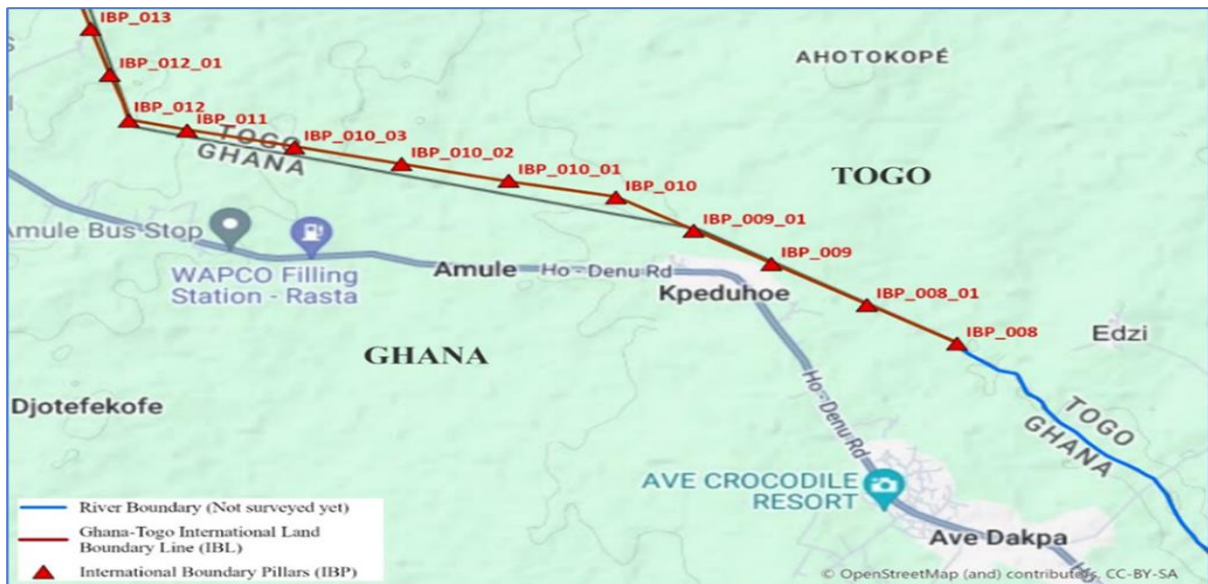 IBP_013
AHOTOKOPÉ
IBP_012_01
IBP_012
IBP_011
TOGO
GHANA
IBP_010_03
IBP_010_02
IBP_010_01
IBP_010
TOGO
IBP_009_01
IBP_009
Amule Bus Stop
WAPCO Filling
Station - Rasta
Amule
Ho - Denu Rd
Kpeduhoe
IBP_008_01
IBP_008
Edzi
GHANA
Djotefekofe
Ho - Denu Rd
TOGO
GHANA
AVE CROCODILE
RESORT
Ave Dakpa
River Boundary (Not surveyed yet)
Ghana-Togo International Land
Boundary Line (IBL)
International Boundary Pillars (IBP)
© OpenStreetMap (and) contributors, CC-BY-SA